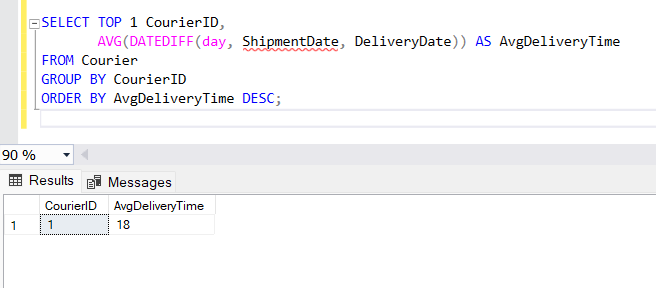 SELECT TOP 1 CourierID,
AVG(DATEDIFF(day, ShipmentDate, DeliveryDate)) AS AvgDeliveryTime
FROM Courier
GROUP BY CourierID
ORDER BY AvgDeliveryTime DESC;
90 %
Results Messages
CourierID AvgDeliveryTime
1 1 18